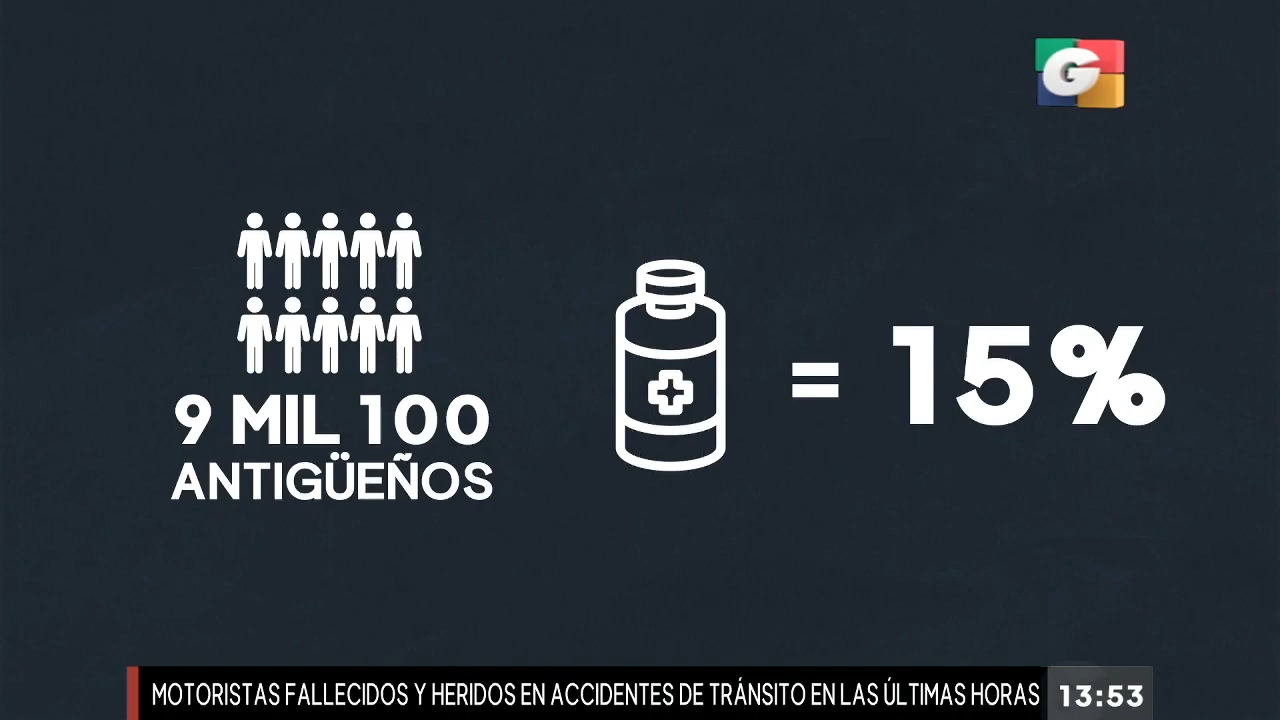 G
9 MIL 100
ANTIGÜEÑOS
= 15%
MOTORISTAS FALLECIDOS Y HERIDOS EN ACCIDENTES DE TRÁNSITO EN LAS ÚLTIMAS HORAS
13:53